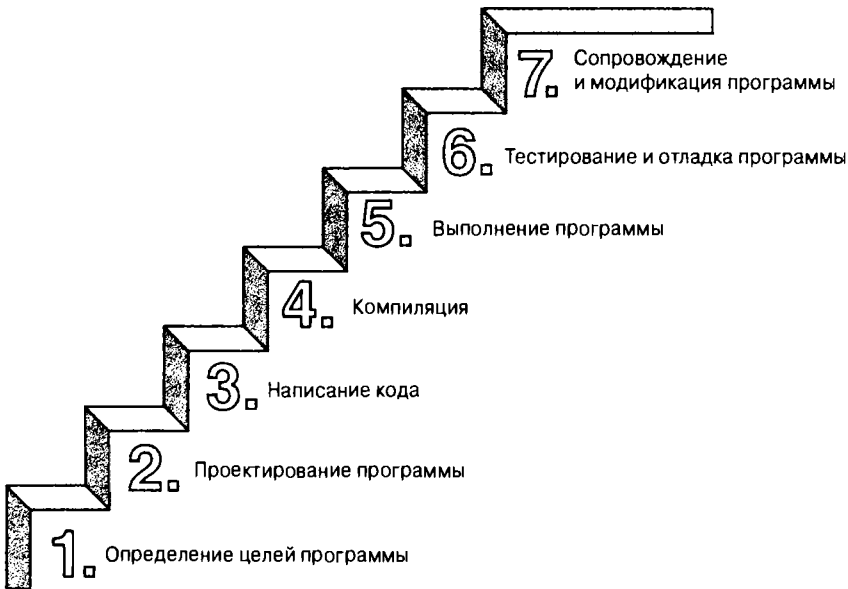 7. Сопровождение
и модификация программы
6. Тестирование и отладка программы
5. Выполнение программы
4. Компиляция
3. Написание кода
2. Проектирование программы
1. Определение целей программы